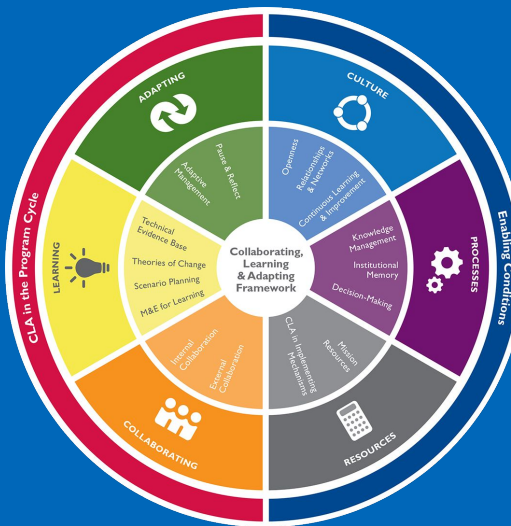 Collaborating,
Learning
& Adapting
Framework
CLA in the Program Cycle
ADAPTING
Adaptive
Management
Pause & Reflect
LEARNING
Technical
Evidence Base
Theories of Change
Scenario Planning
M&E for Learning
COLLABORATING
Internal
Collaboration
External
Collaboration
Enabling Conditions
CULTURE
Openness
Relationships
& Networks
Continuous Learning
& Improvement
PROCESSES
Knowledge
Management
Institutional
Memory
Decision-Making
RESOURCES
Mission
Resources
CLA in Implementing
Mechanisms